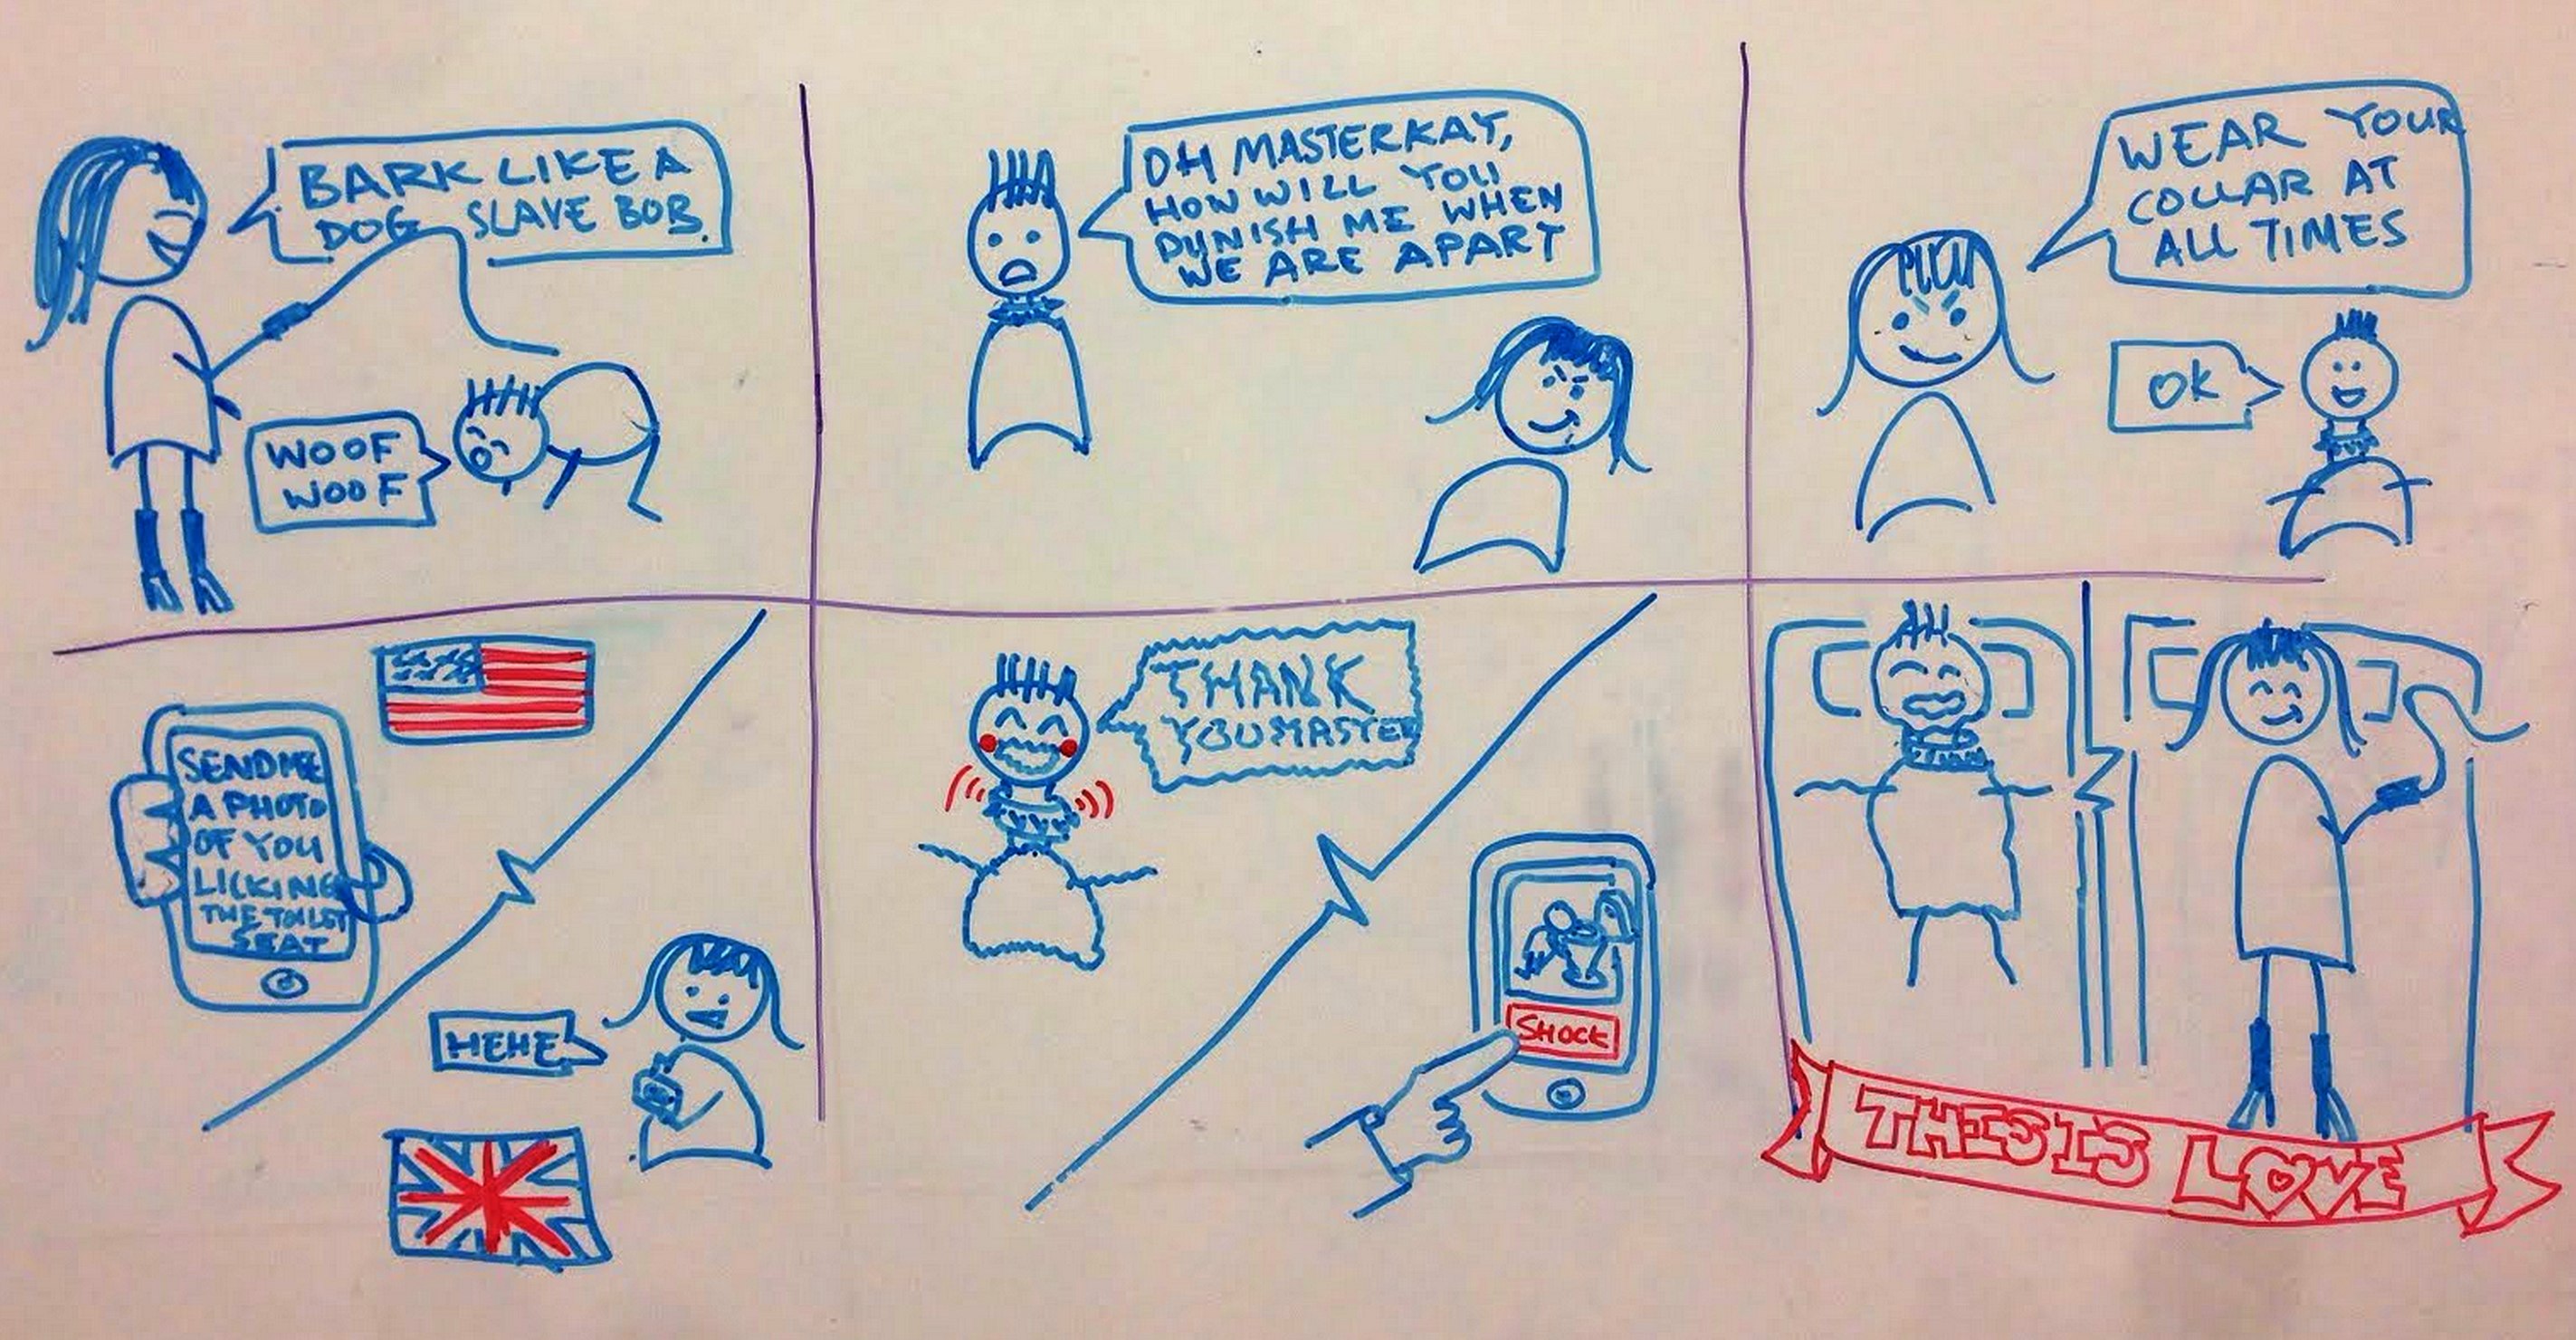 BARK LIKE A
DOG SLAVE BOB.
WOOF
WOOF
OH MASTERKAY,
HOW WILL YOU
PUNISH ME WHEN
WE ARE APART
WEAR YOUR
COLLAR AT
ALL TIMES
OK
SEND ME
A PHOTO
OF YOU
LICKING
THE TOILET
SEAT
HEHE
THANK
YOU MASTER
SHOCK
THIS IS LOVE